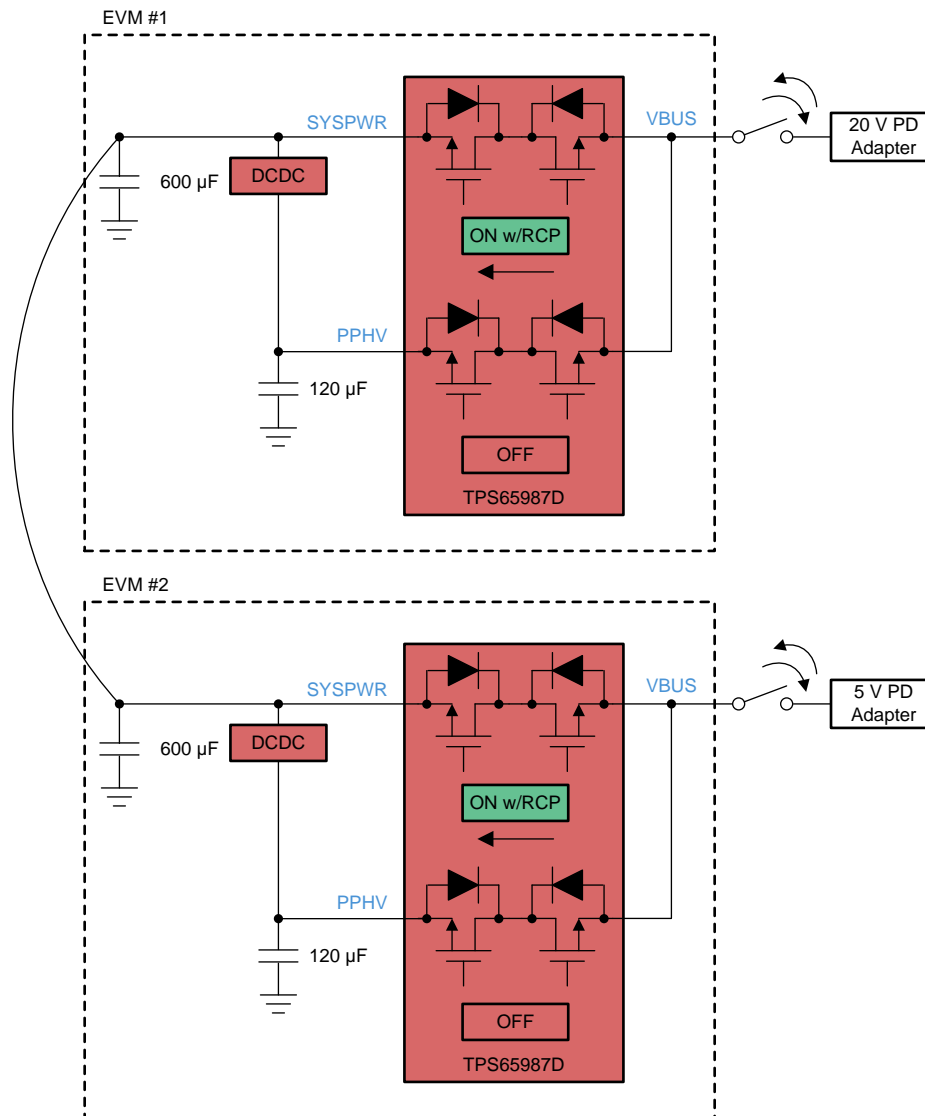 EVM #1
SYSPWR
VBUS
20 V PD
Adapter
600 µF
DCDC
ON w/RCP
PPHV
120 µF
OFF
TPS65987D
EVM #2
SYSPWR
VBUS
5 V PD
Adapter
600 µF
DCDC
ON w/RCP
PPHV
120 µF
OFF
TPS65987D